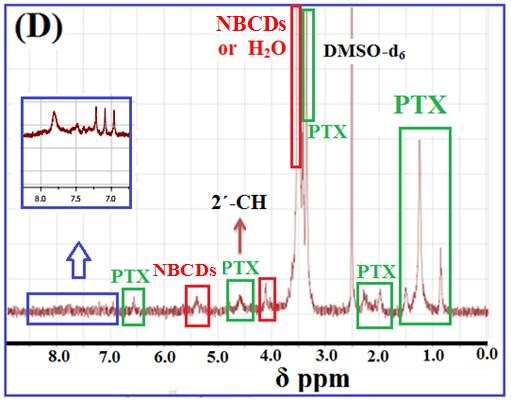 (D)
NBCDs
or H₂O
DMSO-d₆
PTX
PTX
8.0 7.5 7.0
2´-CH
PTX
NBCDs
PTX
PTX
8.0 7.0 6.0 5.0 4.0 3.0 2.0 1.0 0.0
δ ppm